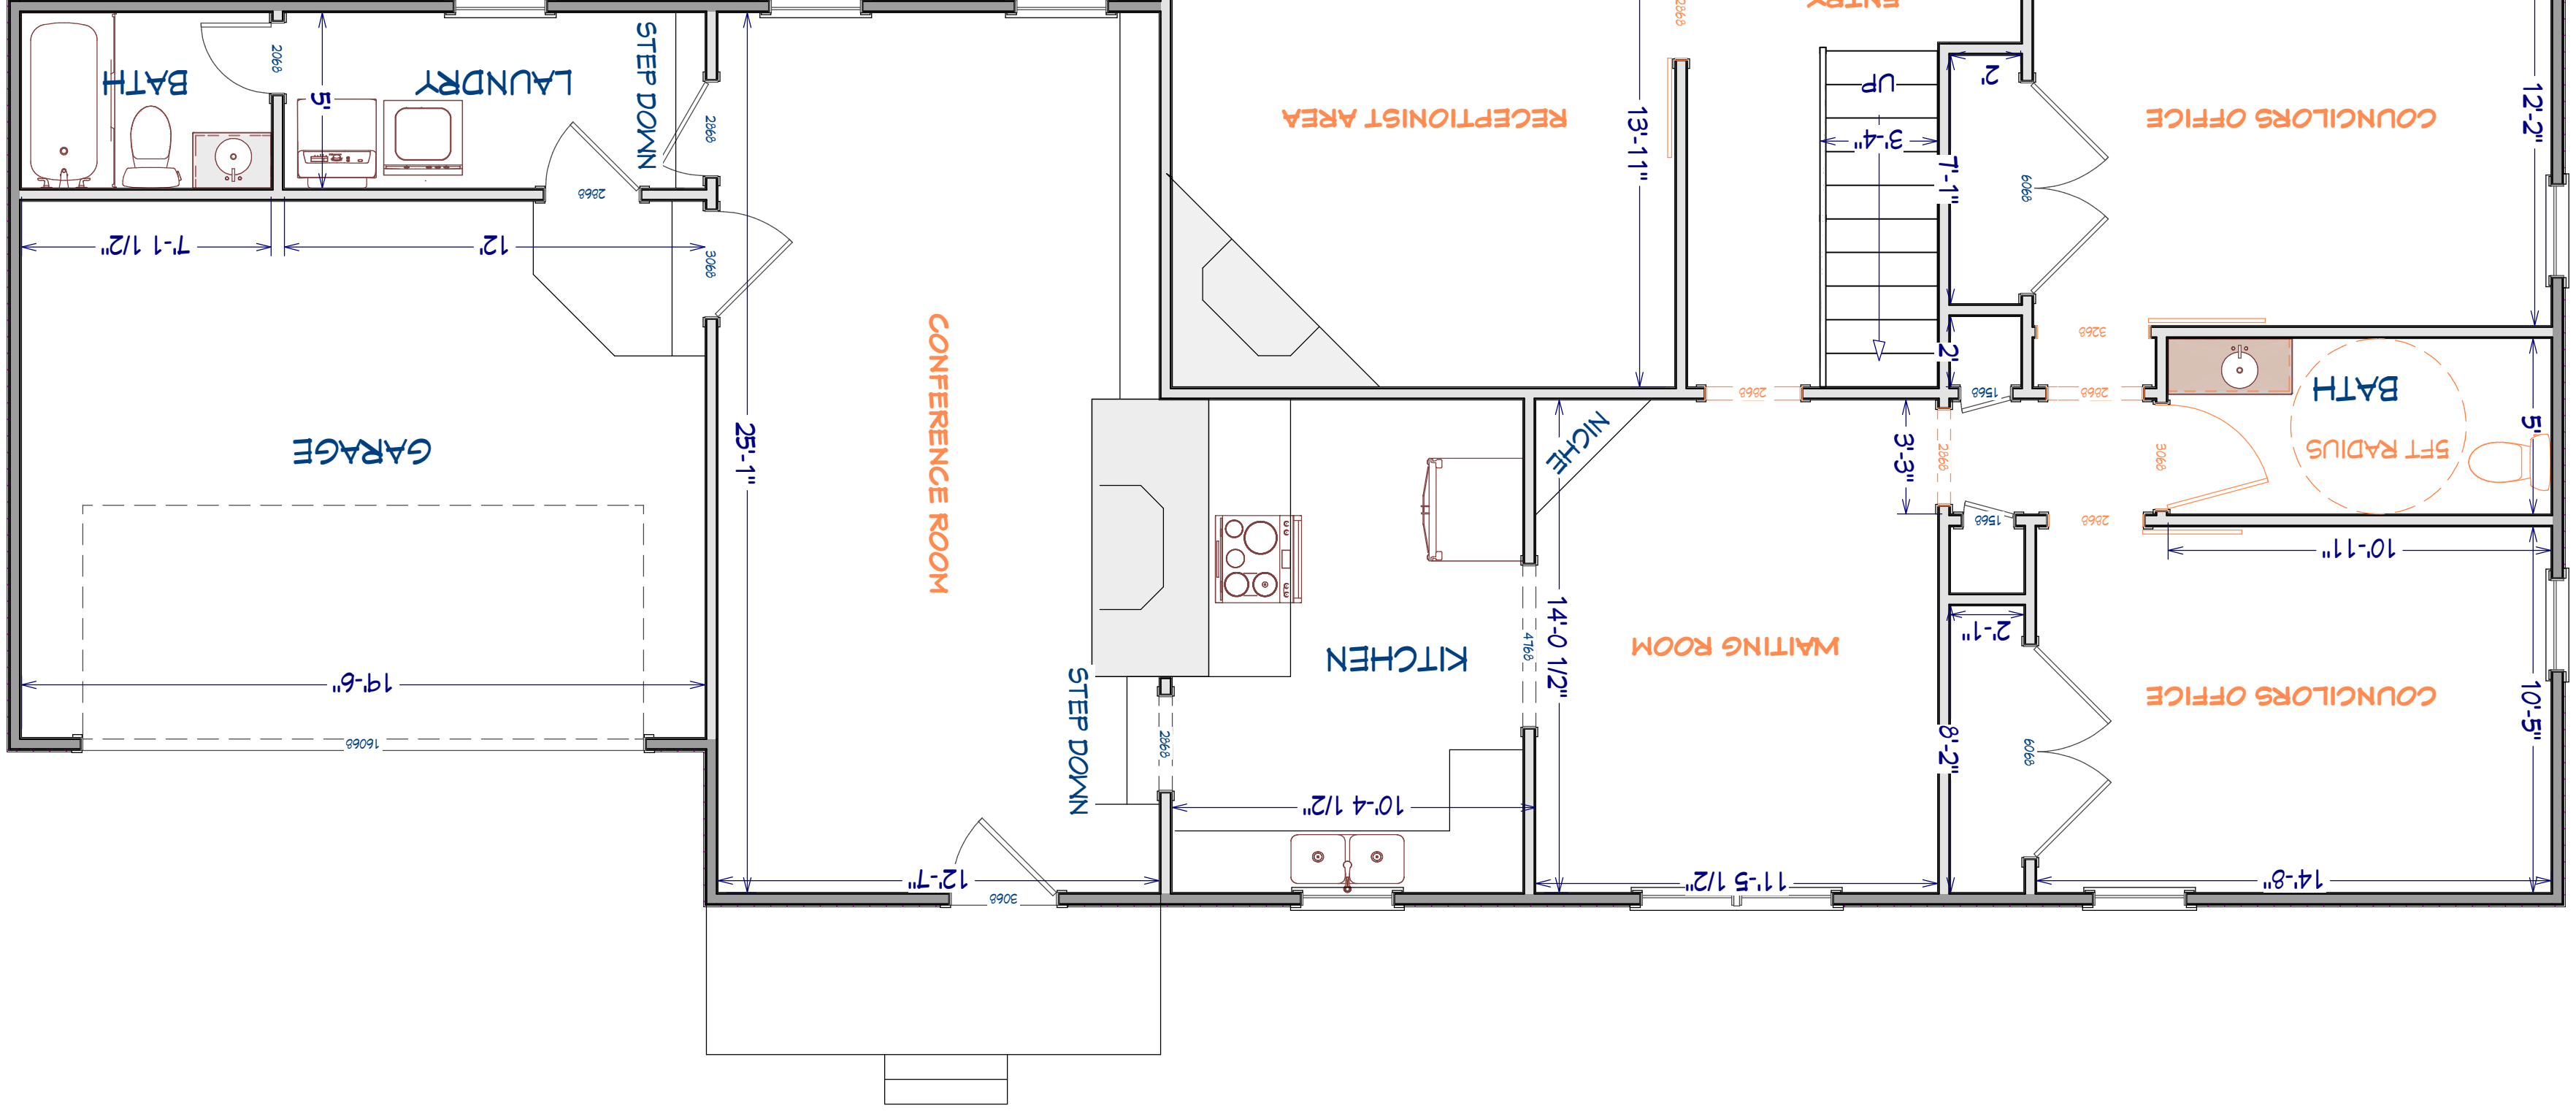 ENTRY
2868
BATH
2068
5'
LAUNDRY
STEP DOWN
2868
2868
7'-1 1/2"
12'
3068
GARAGE
19'-6"
16068
25'-1"
CONFERENCE ROOM
STEP DOWN
12'-7"
3068
RECEPTIONIST AREA
13'-11"
UP
3'-4"
2'
7'-1"
2'
6068
COUNCILORS OFFICE
12'-2"
3268
2868
1568
2868
NICHE
3'-3"
2868
3068
BATH
5FT RADIUS
5'
1568
2868
10'-11"
KITCHEN
2868
4768
10'-4 1/2"
14'-0 1/2"
WAITING ROOM
11'-5 1/2"
2'-1"
8'-2"
6068
COUNCILORS OFFICE
10'-5"
14'-8"